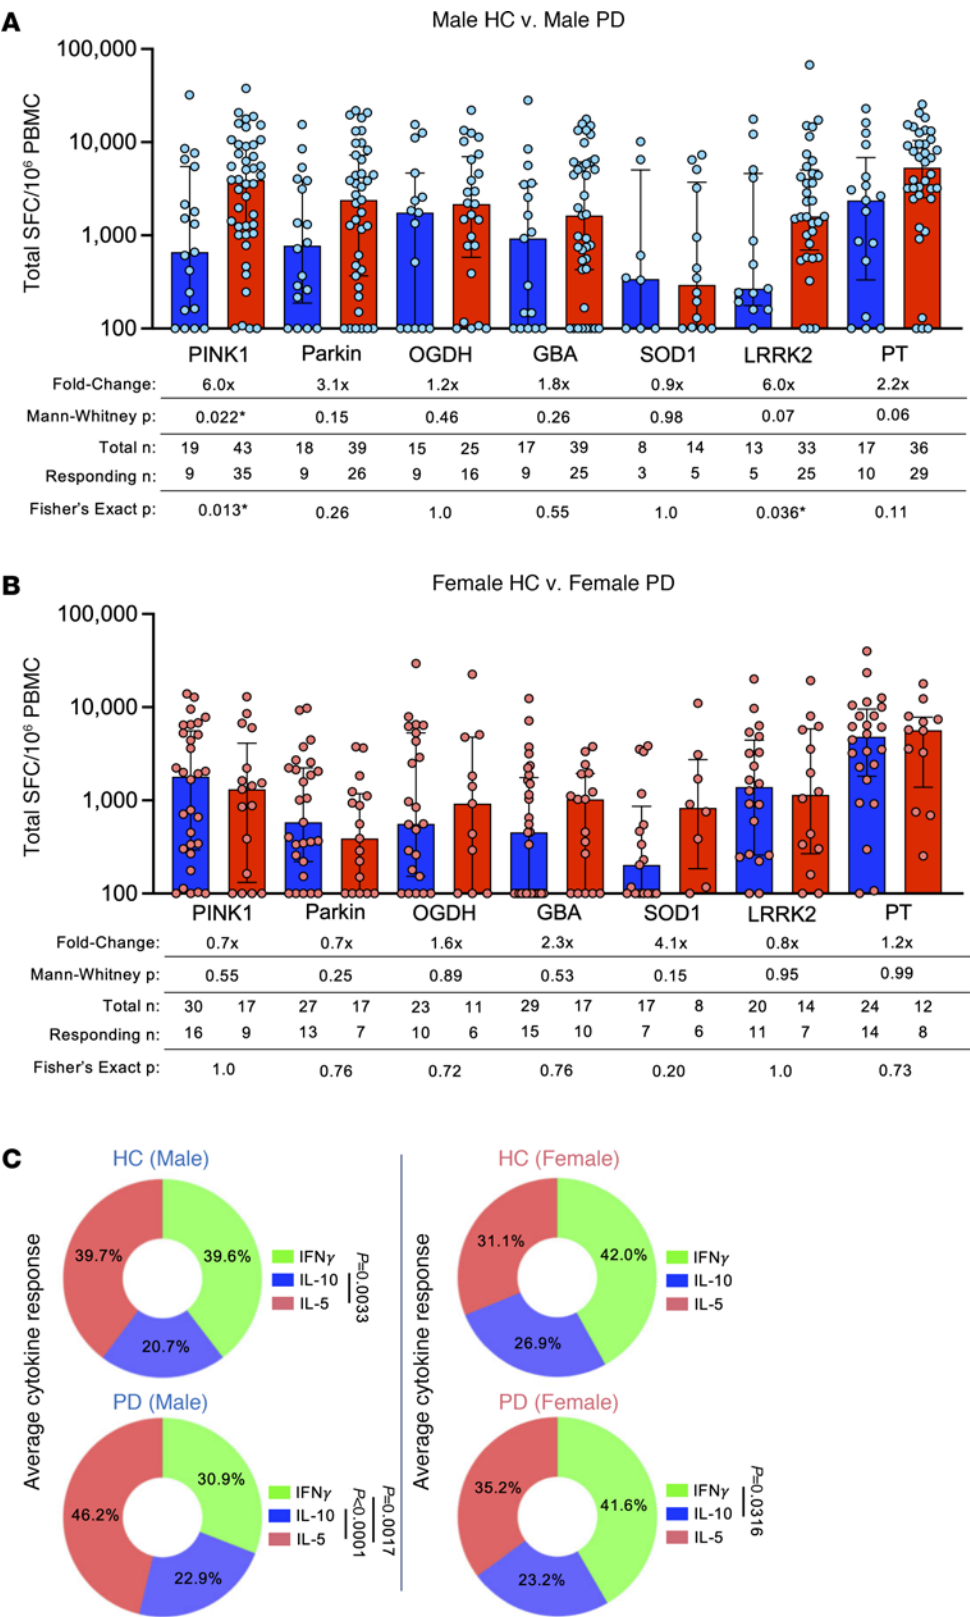 A
Male HC v. Male PD
Total SFC/10⁶ PBMC
100,000
10,000
1,000
100
PINK1 Parkin OGDH GBA SOD1 LRRK2 PT
Fold-Change: 6.0x 3.1x 1.2x 1.8x 0.9x 6.0x 2.2x
Mann-Whitney p: 0.022* 0.15 0.46 0.26 0.98 0.07 0.06
Total n: 19 43 18 39 15 25 17 39 8 14 13 33 17 36
Responding n: 9 35 9 26 9 16 9 25 3 5 5 25 10 29
Fisher's Exact p: 0.013* 0.26 1.0 0.55 1.0 0.036* 0.11
B
Female HC v. Female PD
Total SFC/10⁶ PBMC
100,000
10,000
1,000
100
PINK1 Parkin OGDH GBA SOD1 LRRK2 PT
Fold-Change: 0.7x 0.7x 1.6x 2.3x 4.1x 0.8x 1.2x
Mann-Whitney p: 0.55 0.25 0.89 0.53 0.15 0.95 0.99
Total n: 30 17 27 17 23 11 29 17 17 8 20 14 24 12
Responding n: 16 9 13 7 10 6 15 10 7 6 11 7 14 8
Fisher's Exact p: 1.0 0.76 0.72 0.76 0.20 1.0 0.73
C
Average cytokine response
HC (Male)
39.7%
39.6%
20.7%
IFNγ
IL-10
IL-5
P=0.0033
PD (Male)
30.9%
46.2%
22.9%
IFNγ
IL-10
IL-5
P<0.0001
P=0.0017
Average cytokine response
HC (Female)
31.1%
42.0%
26.9%
IFNγ
IL-10
IL-5
PD (Female)
35.2%
41.6%
23.2%
IFNγ
IL-10
IL-5
P=0.0316